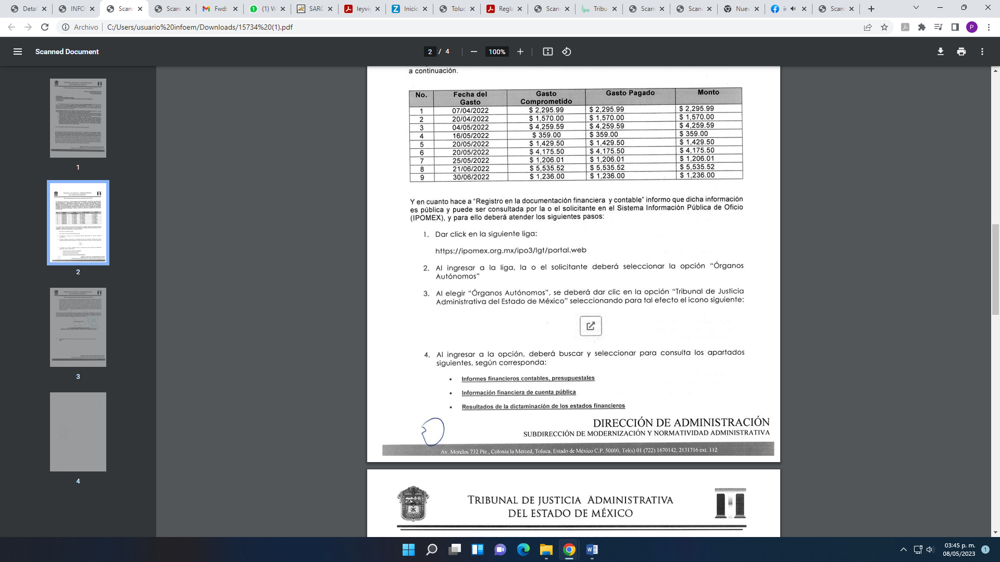 Detal
INFO
Scann
Scann
Fwd:
(1) W
SARC
leyvig
Inicio
Toluc
Regla
Scann
Tribu
Scann
Scann
Nuev
Scann
Archivo C:/Users/usuario%20infoem/Downloads/15734%20(1).pdf
P
Scanned Document
2 / 4
100%
1
2
3
4
a continuación.
No. Fecha del Gasto Gasto Comprometido Gasto Pagado Monto
1 07/04/2022 $ 2,295.99 $ 2,295.99 $ 2,295.99
2 20/04/2022 $ 1,570.00 $ 1,570.00 $ 1,570.00
3 04/05/2022 $ 4,259.59 $ 4,259.59 $ 4,259.59
4 16/05/2022 $ 359.00 $ 359.00 $ 359.00
5 20/05/2022 $ 1,429.50 $ 1,429.50 $ 1,429.50
6 20/05/2022 $ 4,175.50 $ 4,175.50 $ 4,175.50
7 25/05/2022 $ 1,206.01 $ 1,206.01 $ 1,206.01
8 21/06/2022 $ 5,535.52 $ 5,535.52 $ 5,535.52
9 30/06/2022 $ 1,236.00 $ 1,236.00 $ 1,236.00
Y en cuanto hace a “Registro en la documentación financiera y contable” informo que dicha información
es pública y puede ser consultada por la o el solicitante en el Sistema Información Pública de Oficio
(IPOMEX), y para ello deberá atender los siguientes pasos:
1. Dar click en la siguiente liga:
https://ipomex.org.mx/ipo3/lgt/portal.web
2. Al ingresar a la liga, la o el solicitante deberá seleccionar la opción “Órganos
Autónomos”
3. Al elegir “Órganos Autónomos”, se deberá dar clic en la opción “Tribunal de Justicia
Administrativa del Estado de México” seleccionando para tal efecto el icono siguiente:
4. Al ingresar a la opción, deberá buscar y seleccionar para consulta los apartados
siguientes, según corresponda:
• Informes financieros contables, presupuestales
• Información financiera de cuenta pública
• Resultados de la dictaminación de los estados financieros
DIRECCIÓN DE ADMINISTRACIÓN
SUBDIRECCIÓN DE MODERNIZACIÓN Y NORMATIVIDAD ADMINISTRATIVA
Av. Morelos 732 Pte., Colonia la Merced, Toluca, Estado de México C.P. 50000, Tel(s) 01 (722) 1670142, 2131716 ext. 112
TRIBUNAL DE JUSTICIA ADMINISTRATIVA
DEL ESTADO DE MÉXICO
03:45 p. m.
08/05/2023
1